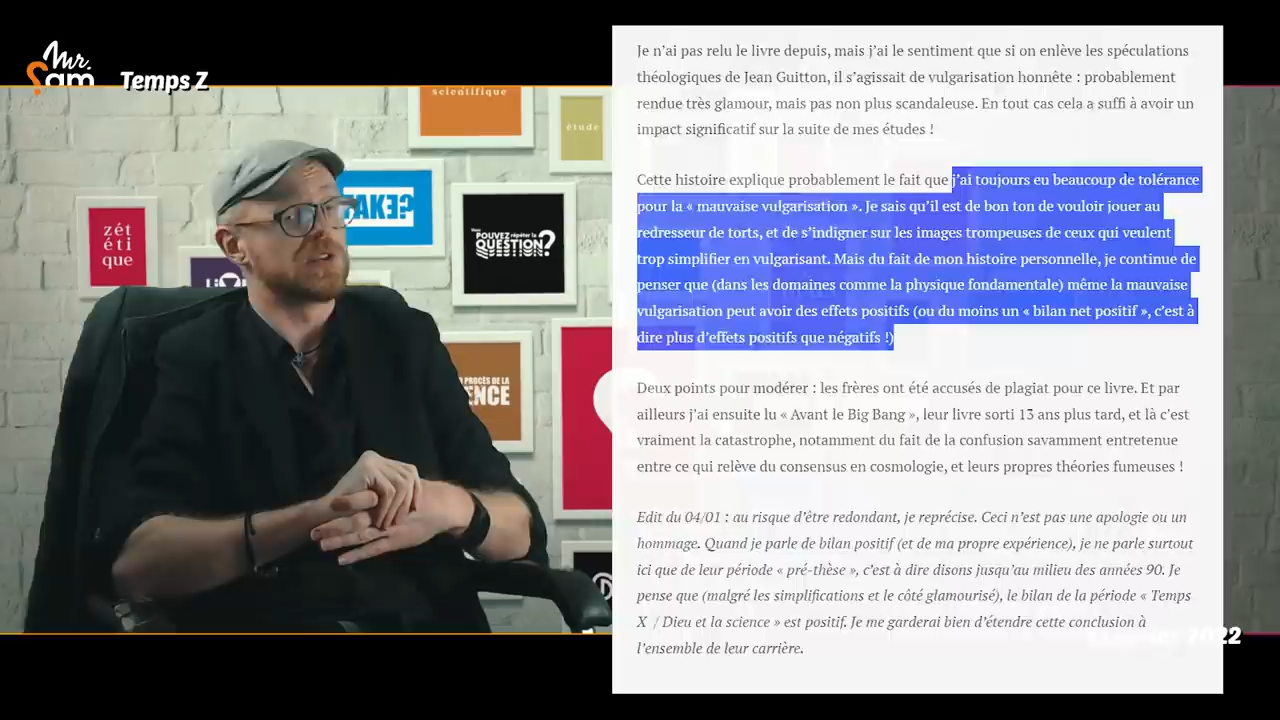 Mr.
Sam
Temps Z
scientifique
étude
zét
éti
que
FAKE?
Vous
POUVEZ répéter la
QUESTION?
PROCÈS DE LA
Je n’ai pas relu le livre depuis, mais j’ai le sentiment que si on enlève les spéculations
théologiques de Jean Guitton, il s’agissait de vulgarisation honnête : probablement
rendue très glamour, mais pas non plus scandaleuse. En tout cas cela a suffi à avoir un
impact significatif sur la suite de mes études !
Cette histoire explique probablement le fait que j’ai toujours eu beaucoup de tolérance
pour la « mauvaise vulgarisation ». Je sais qu’il est de bon ton de vouloir jouer au
redresseur de torts, et de s’indigner sur les images trompeuses de ceux qui veulent
trop simplifier en vulgarisant. Mais du fait de mon histoire personnelle, je continue de
penser que (dans les domaines comme la physique fondamentale) même la mauvaise
vulgarisation peut avoir des effets positifs (ou du moins un « bilan net positif », c’est à
dire plus d’effets positifs que négatifs !)
Deux points pour modérer : les frères ont été accusés de plagiat pour ce livre. Et par
ailleurs j’ai ensuite lu « Avant le Big Bang », leur livre sorti 13 ans plus tard, et là c’est
vraiment la catastrophe, notamment du fait de la confusion savamment entretenue
entre ce qui relève du consensus en cosmologie, et leurs propres théories fumeuses !
Edit du 04/01 : au risque d’être redondant, je reprécise. Ceci n’est pas une apologie ou un
hommage. Quand je parle de bilan positif (et de ma propre expérience), je ne parle surtout
ici que de leur période « pré-thèse », c’est à dire disons jusqu’au milieu des années 90. Je
pense que (malgré les simplifications et le côté glamourisé), le bilan de la période « Temps
X / Dieu et la science » est positif. Je me garderai bien d’étendre cette conclusion à
l’ensemble de leur carrière.
2022